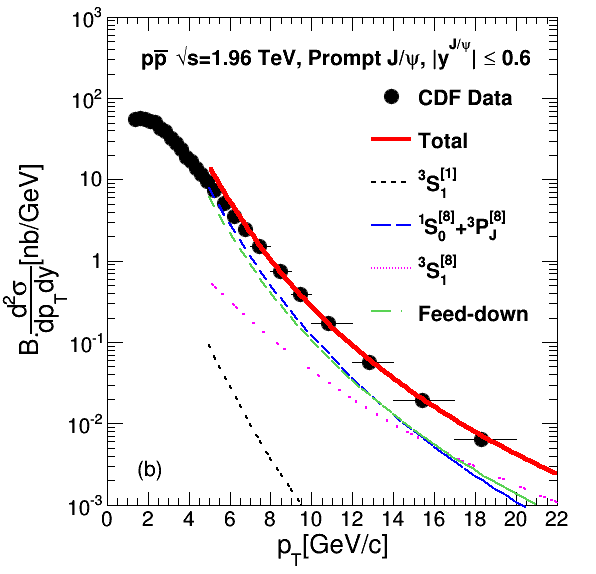 pp̅ √s=1.96 TeV, Prompt J/ψ, |y^{J/ψ}| ≤ 0.6
CDF Data
Total
³S₁^{[1]}
¹S₀^{[8]}+³P_J^{[8]}
³S₁^{[8]}
Feed-down
(b)
B.d²σ/dp_Tdy[nb/GeV]
10³
10²
10
1
10⁻¹
10⁻²
10⁻³
0 2 4 6 8 10 12 14 16 18 20 22
p_T[GeV/c]